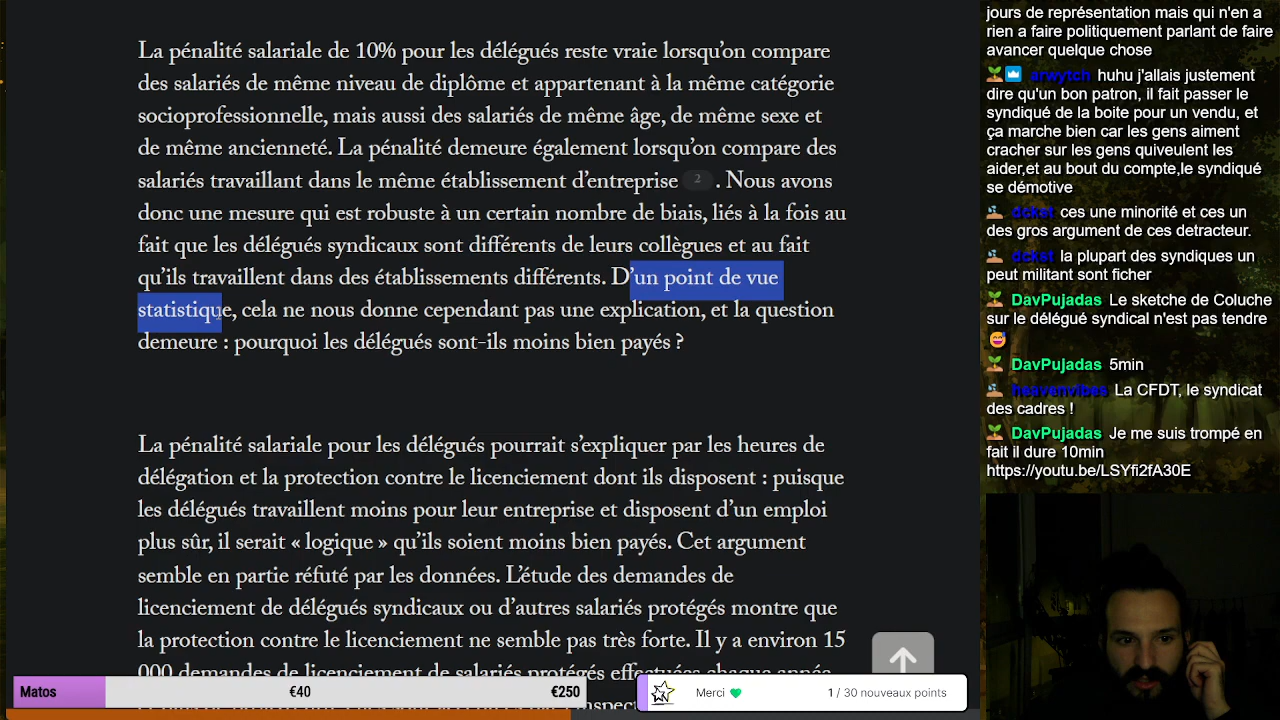 La pénalité salariale de 10% pour les délégués reste vraie lorsqu’on compare
des salariés de même niveau de diplôme et appartenant à la même catégorie
socioprofessionnelle, mais aussi des salariés de même âge, de même sexe et
de même ancienneté. La pénalité demeure également lorsqu’on compare des
salariés travaillant dans le même établissement d’entreprise 2 . Nous avons
donc une mesure qui est robuste à un certain nombre de biais, liés à la fois au
fait que les délégués syndicaux sont différents de leurs collègues et au fait
qu’ils travaillent dans des établissements différents. D’un point de vue
statistique, cela ne nous donne cependant pas une explication, et la question
demeure : pourquoi les délégués sont-ils moins bien payés ?
La pénalité salariale pour les délégués pourrait s’expliquer par les heures de
délégation et la protection contre le licenciement dont ils disposent : puisque
les délégués travaillent moins pour leur entreprise et disposent d’un emploi
plus sûr, il serait « logique » qu’ils soient moins bien payés. Cet argument
semble en partie réfuté par les données. L’étude des demandes de
licenciement de délégués syndicaux ou d’autres salariés protégés montre que
la protection contre le licenciement ne semble pas très forte. Il y a environ 15
000 demandes de licenciement de salariés protégés effectuées chaque année
jours de représentation mais qui n'en a
rien a faire politiquement parlant de faire
avancer quelque chose
arwytch huhu j'allais justement
dire qu'un bon patron, il fait passer le
syndiqué de la boite pour un vendu, et
ça marche bien car les gens aiment
cracher sur les gens quiveulent les
aider,et au bout du compte,le syndiqué
se démotive
dckst ces une minorité et ces un
des gros argument de ces detracteur.
dckst la plupart des syndiques un
peut militant sont ficher
DavPujadas Le sketche de Coluche
sur le délégué syndical n'est pas tendre
DavPujadas 5min
heavenvibes La CFDT, le syndicat
des cadres !
DavPujadas Je me suis trompé en
fait il dure 10min
https://youtu.be/LSYfi2fA30E
Matos €40 €250
Merci 1 / 30 nouveaux points